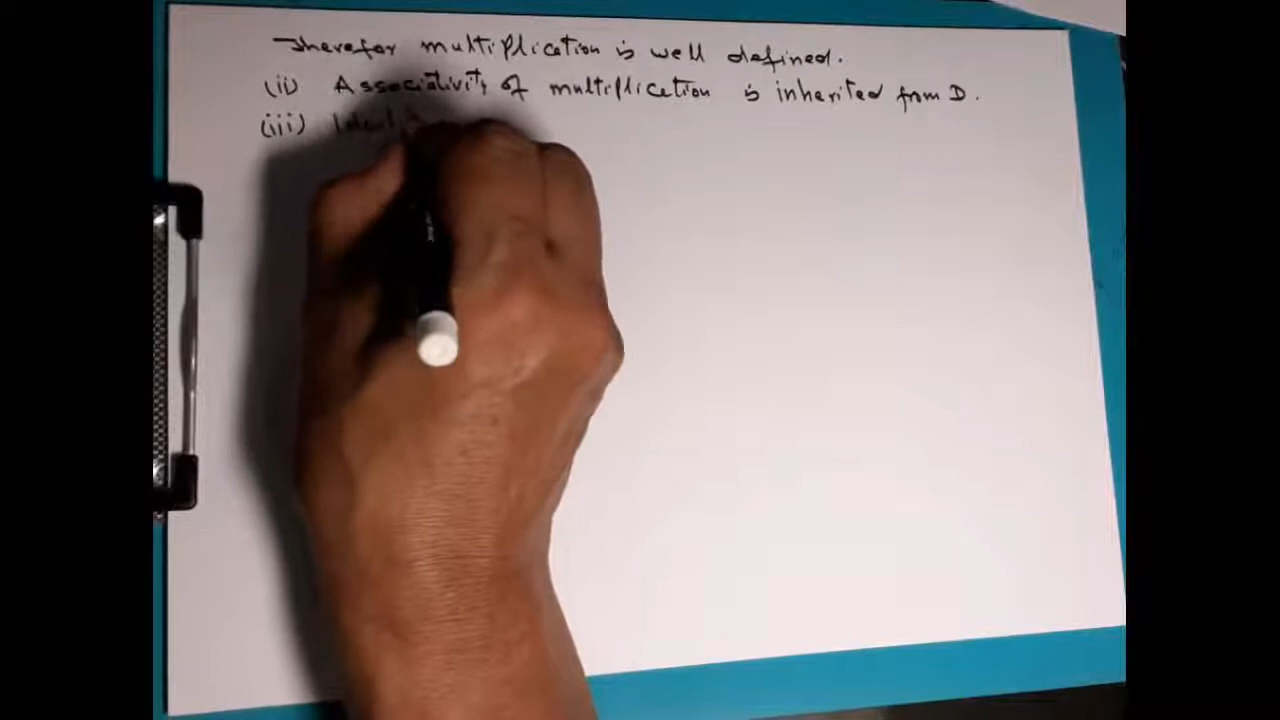 Therefor multiplication is well defined.
(ii) Associativity of multiplication is inherited from D.
(iii)